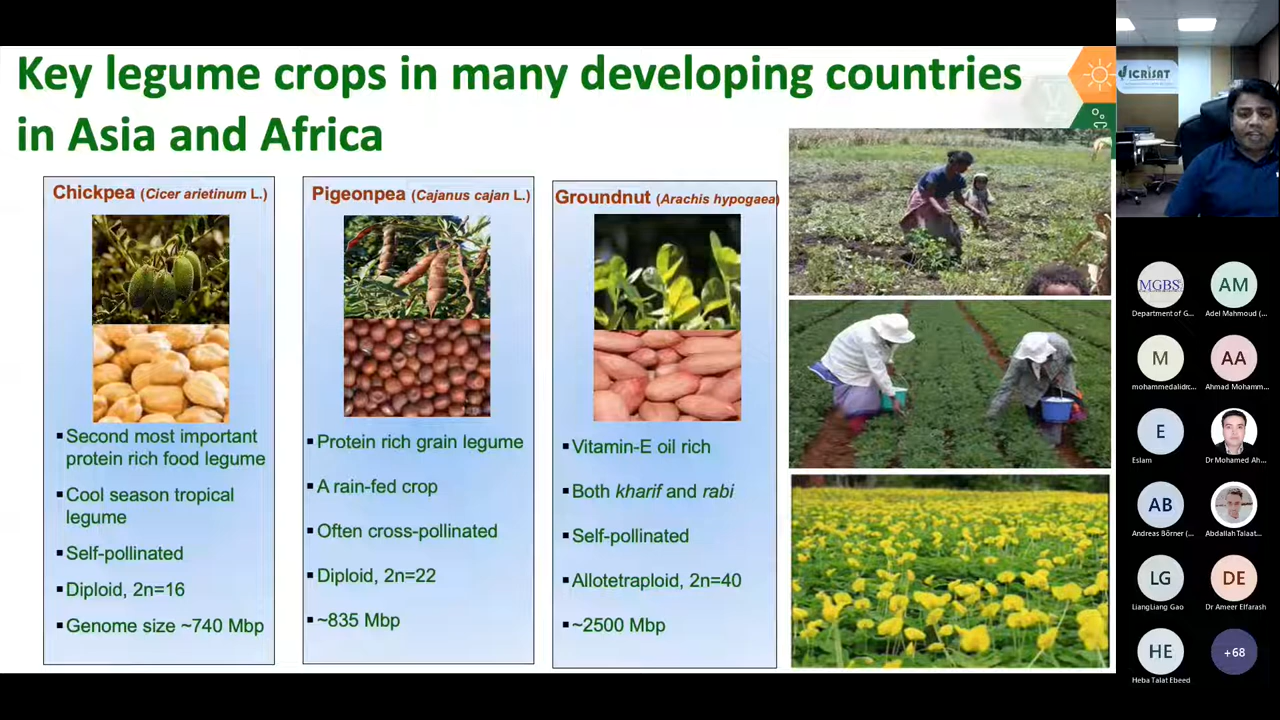 Key legume crops in many developing countries
in Asia and Africa
Chickpea (Cicer arietinum L.)
▪Second most important
protein rich food legume
▪Cool season tropical
legume
▪Self-pollinated
▪Diploid, 2n=16
▪Genome size ~740 Mbp
Pigeonpea (Cajanus cajan L.)
▪Protein rich grain legume
▪A rain-fed crop
▪Often cross-pollinated
▪Diploid, 2n=22
▪~835 Mbp
Groundnut (Arachis hypogaea)
▪Vitamin-E oil rich
▪Both kharif and rabi
▪Self-pollinated
▪Allotetraploid, 2n=40
▪~2500 Mbp
ICRISAT
MGBS
Department of G...
AM
Adel Mahmoud (...
M
mohammedalidrc...
AA
Ahmad Mohamm...
E
Eslam
Dr Mohamed Ah...
AB
Andreas Börner (...
Abdallah Talaat...
LG
LiangLiang Gao
DE
Dr Ameer Elfarash
HE
Heba Talat Ebeed
+68